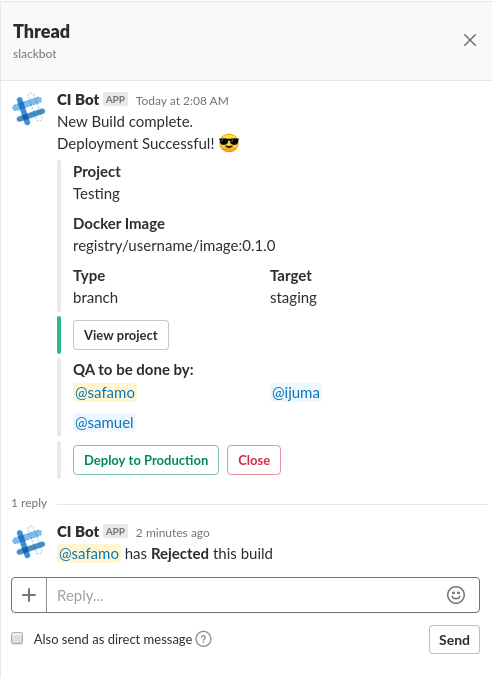 Thread
slackbot
CI Bot APP Today at 2:08 AM
New Build complete.
Deployment Successful! 😎
Project
Testing
Docker Image
registry/username/image:0.1.0
Type Target
branch staging
View project
QA to be done by:
@safamo @ijuma
@samuel
Deploy to Production Close
1 reply
CI Bot APP 2 minutes ago
@safamo has Rejected this build
Reply...
Also send as direct message ? Send